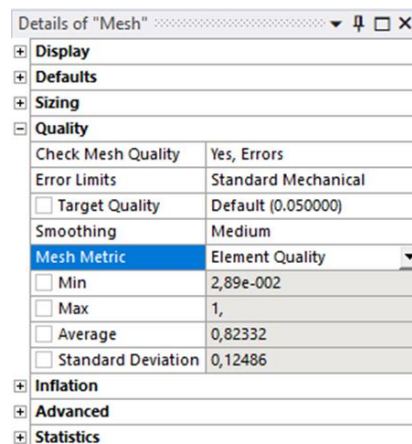 Details of "Mesh"
Display
Defaults
Sizing
Quality
Check Mesh Quality Yes, Errors
Error Limits Standard Mechanical
Target Quality Default (0.050000)
Smoothing Medium
Mesh Metric Element Quality
Min 2,89e-002
Max 1,
Average 0,82332
Standard Deviation 0,12486
Inflation
Advanced
Statistics